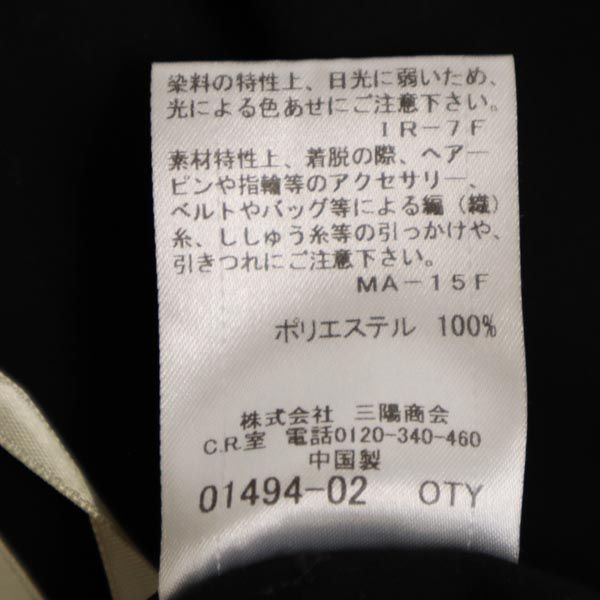 染料の特性上、日光に弱いため、
光による色あせにご注意下さい。
IR-7F
素材特性上、着脱の際、ヘアー
ピンや指輪等のアクセサリー、
ベルトやバッグ等による編（織）
糸、ししゅう糸等の引っかけや、
引きつれにご注意下さい。
MA-15F
ポリエステル 100%
株式会社 三陽商会
C.R.室 電話0120-340-460
中国製
01494-02 OTY